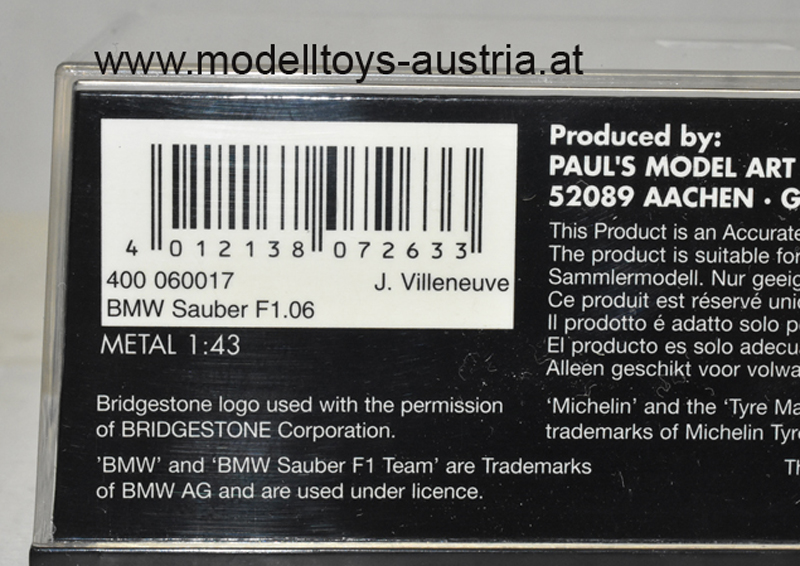 www.modelltoys-austria.at
4 012138 072633
400 060017 J. Villeneuve
BMW Sauber F1.06
METAL 1:43
Bridgestone logo used with the permission
of BRIDGESTONE Corporation.
'BMW' and 'BMW Sauber F1 Team' are Trademarks
of BMW AG and are used under licence.
Produced by:
PAUL'S MODEL ART
52089 AACHEN · G
This Product is an Accurate
The product is suitable for
Sammlermodell. Nur geeig
Ce produit est réservé uni
Il prodotto é adatto solo p
El producto es solo adecu
Alleen geschikt voor volwa
'Michelin' and the 'Tyre Ma
trademarks of Michelin Tyr
Th